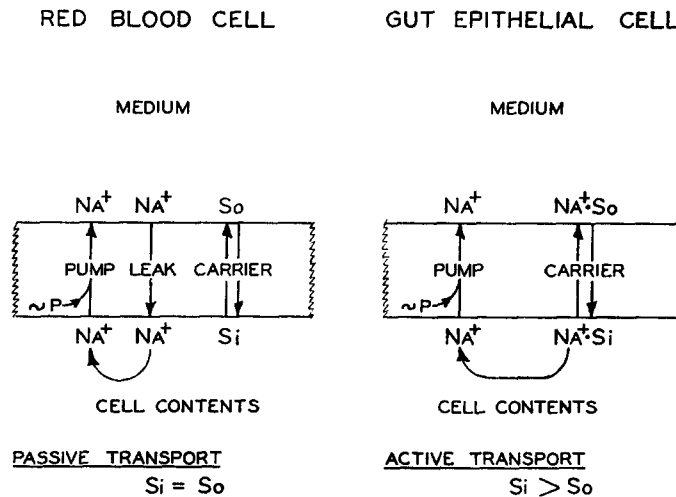 RED BLOOD CELL
MEDIUM
NA+ NA+ So
PUMP LEAK CARRIER
~P
NA+ NA+ Si
CELL CONTENTS
PASSIVE TRANSPORT
Si = So
GUT EPITHELIAL CELL
MEDIUM
NA+ NA+·So
PUMP CARRIER
~P
NA+ NA+·Si
CELL CONTENTS
ACTIVE TRANSPORT
Si > So